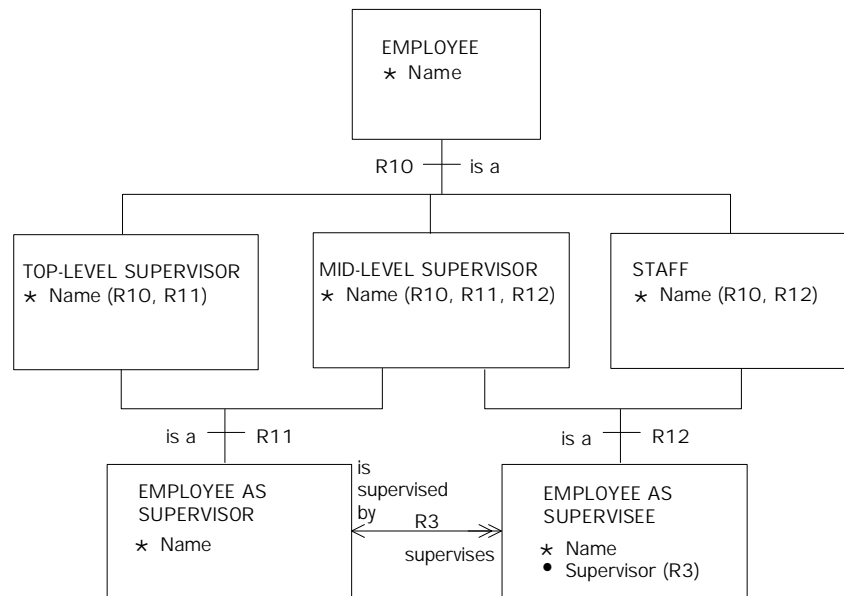 EMPLOYEE
* Name
R10 is a
TOP-LEVEL SUPERVISOR
* Name (R10, R11)
MID-LEVEL SUPERVISOR
* Name (R10, R11, R12)
STAFF
* Name (R10, R12)
is a R11
is a R12
EMPLOYEE AS
SUPERVISOR
* Name
is
supervised
by
R3
supervises
EMPLOYEE AS
SUPERVISEE
* Name
• Supervisor (R3)